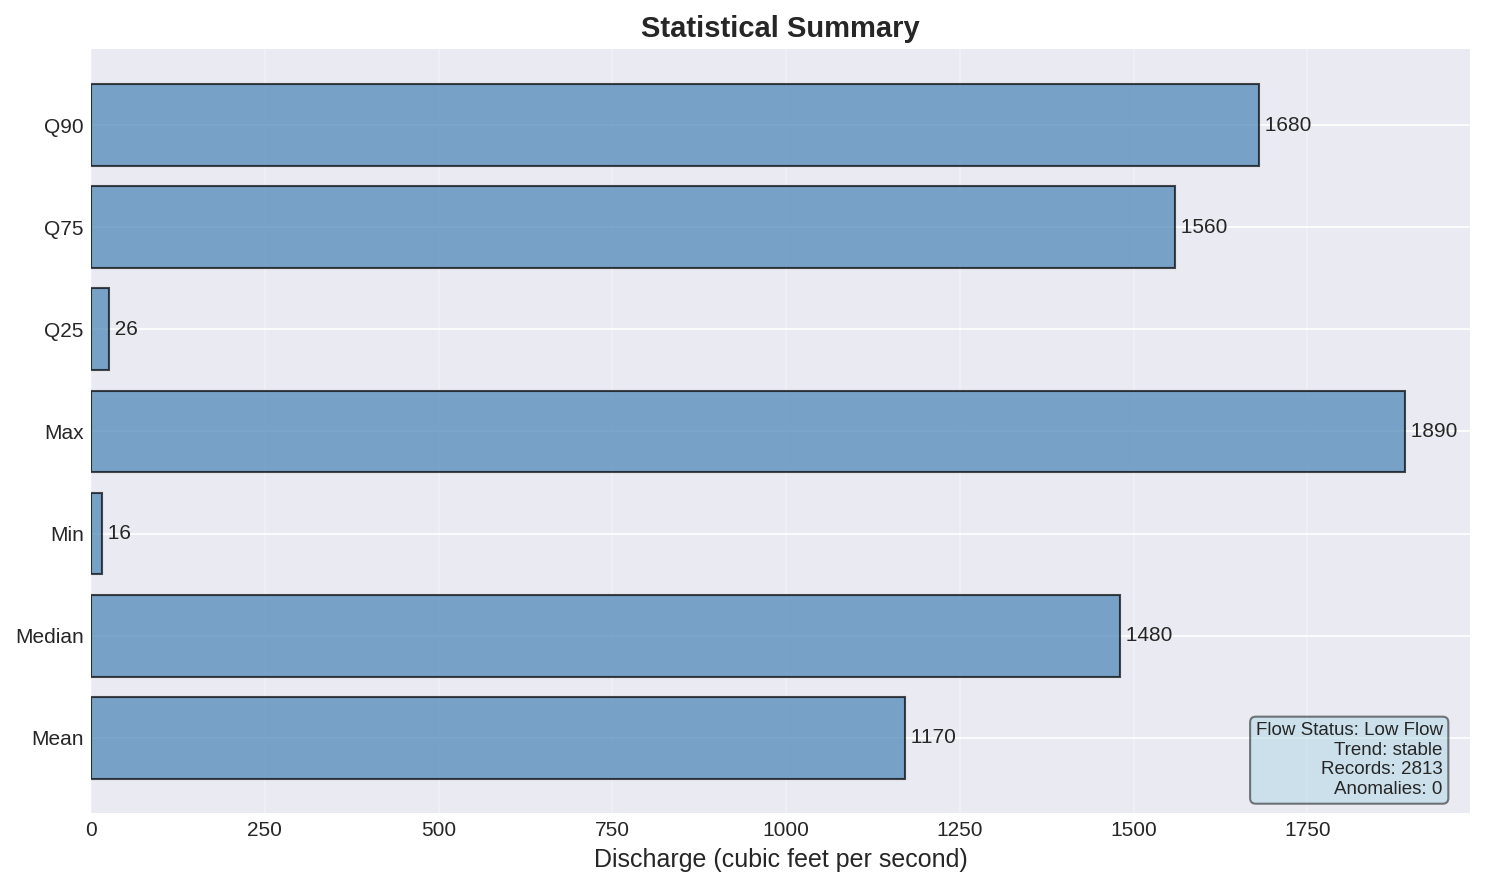 Statistical Summary
Q90
1680
Q75
1560
Q25
26
Max
1890
Min
16
Median
1480
Mean
1170
Flow Status: Low Flow
Trend: stable
Records: 2813
Anomalies: 0
0 250 500 750 1000 1250 1500 1750
Discharge (cubic feet per second)